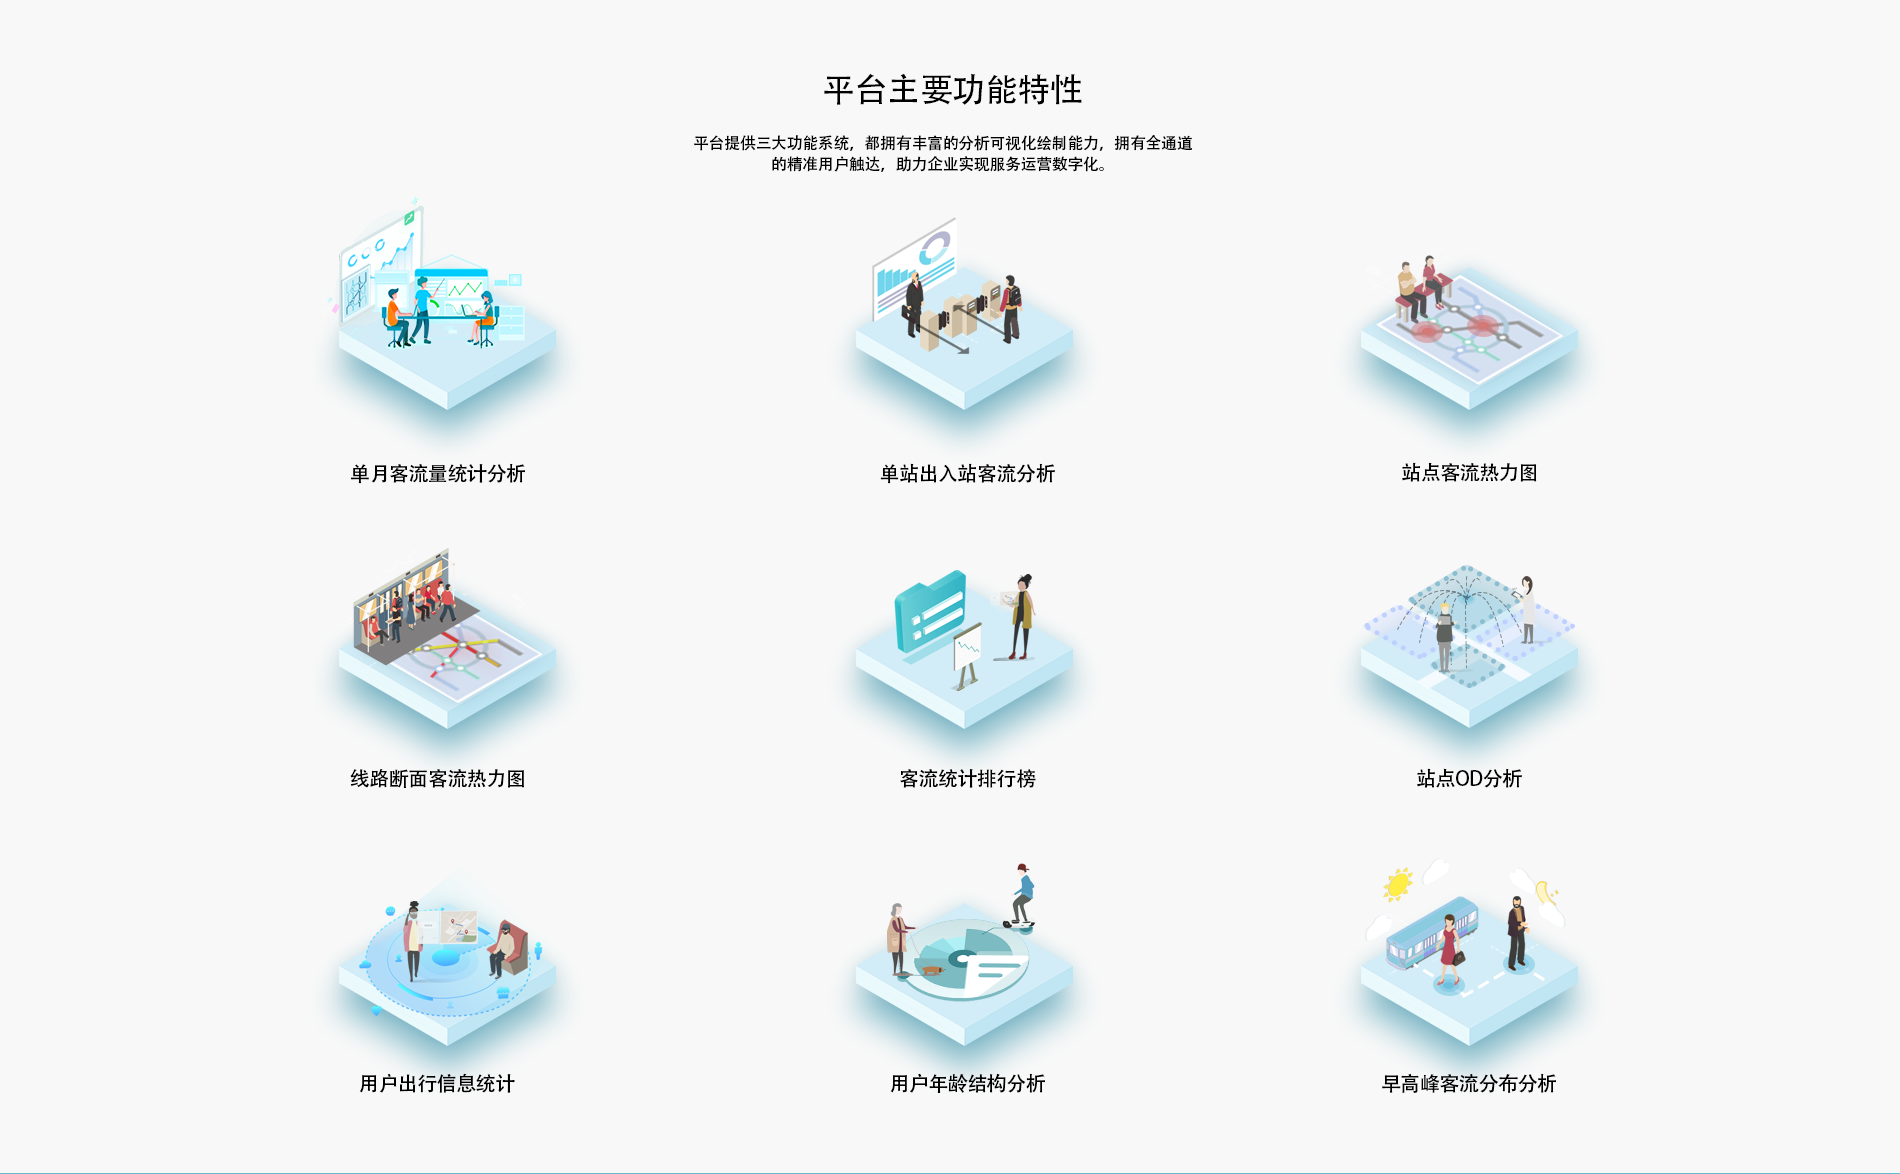 平台主要功能特性
平台提供三大功能系统，都拥有丰富的分析可视化绘制能力，拥有全通道
的精准用户触达，助力企业实现服务运营数字化。
单月客流量统计分析
单站出入站客流分析
站点客流热力图
线路断面客流热力图
客流统计排行榜
站点OD分析
用户出行信息统计
用户年龄结构分析
早高峰客流分布分析